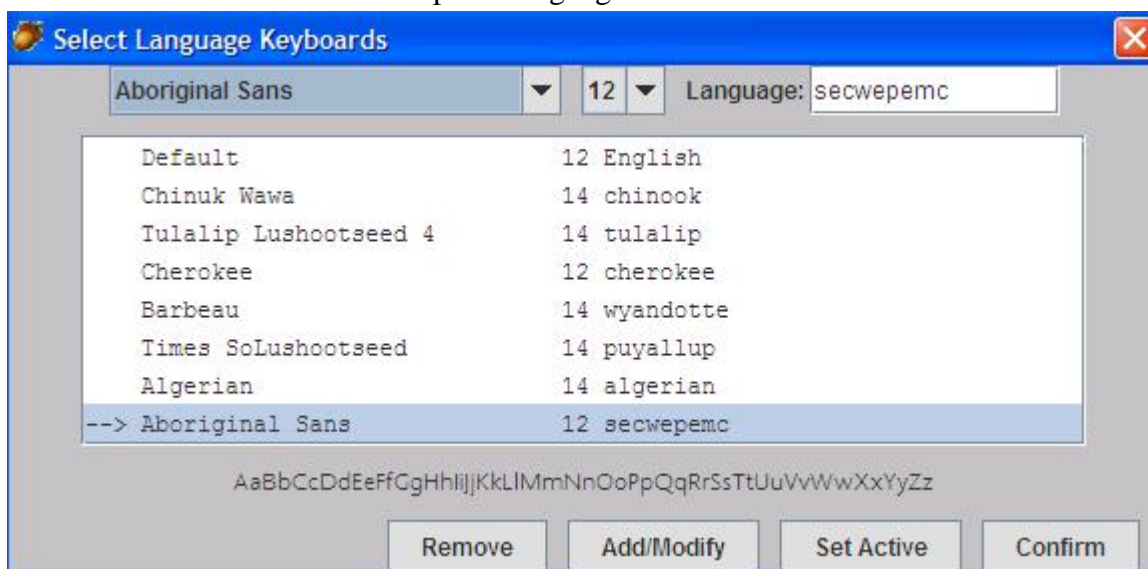 Select Language Keyboards
Aboriginal Sans 12 Language: secwepemc
Default 12 English
Chinuk Wawa 14 chinook
Tulalip Lushootseed 4 14 tulalip
Cherokee 12 cherokee
Barbeau 14 wyandotte
Times SoLushootseed 14 puyallup
Algerian 14 algerian
--> Aboriginal Sans 12 secwepemc
AaBbCcDdEeFfGgHhIiJjKkLlMmNnOoPpQqRrSsTtUuVvWwXxYyZz
Remove Add/Modify Set Active Confirm